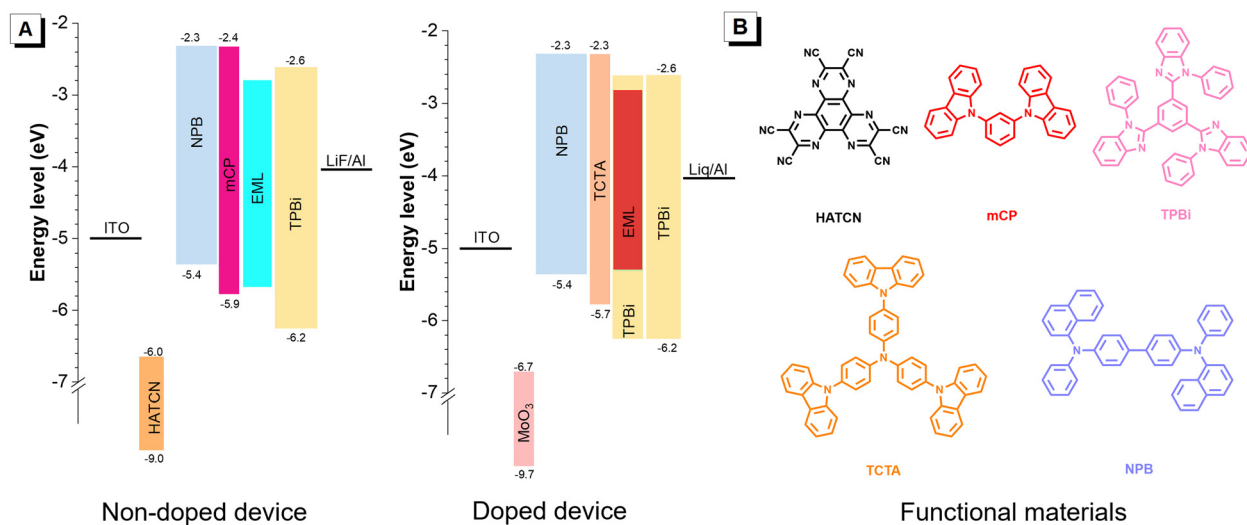 A
Energy level (eV)
-2
-3
-4
-5
-6
-7
-2.3
-2.4
-2.6
NPB
mCP
EML
TPBi
LiF/Al
ITO
-5.4
-5.9
-6.2
-6.0
HATCN
-9.0
Non-doped device
Energy level (eV)
-2
-3
-4
-5
-6
-7
-2.3
-2.3
-2.6
NPB
TCTA
EML
TPBi
TPBi
Liq/Al
ITO
-5.4
-5.7
-6.2
-6.7
MoO3
-9.7
Doped device
B
NC CN
N N
NC N N CN
NC N N CN
NC CN
HATCN
N N
mCP
N N
N N
N N
TPBi
N
N
N N
TCTA
N N
NPB
Functional materials